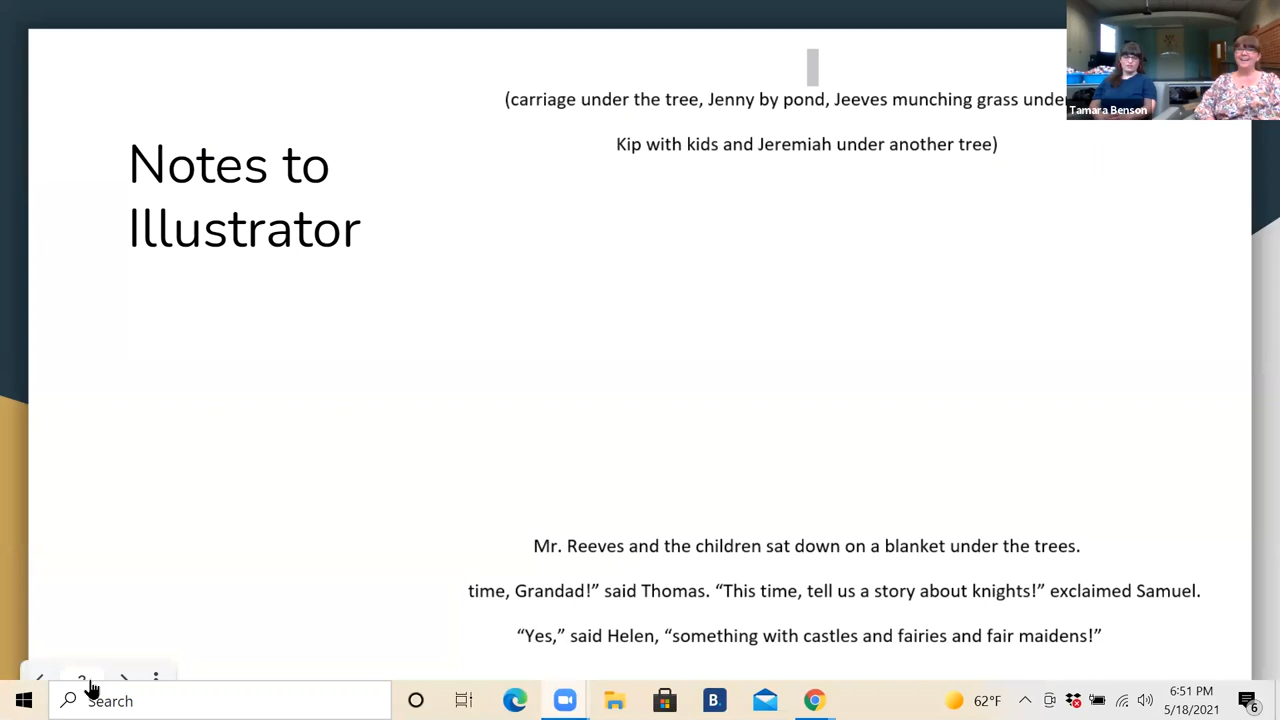 Tamara Benson
(carriage under the tree, Jenny by pond, Jeeves munching grass unde
Kip with kids and Jeremiah under another tree)
Notes to
Illustrator
Mr. Reeves and the children sat down on a blanket under the trees.
time, Grandad!” said Thomas. “This time, tell us a story about knights!” exclaimed Samuel.
“Yes,” said Helen, “something with castles and fairies and fair maidens!”
Search
B.
62°F
6:51 PM
5/18/2021
6